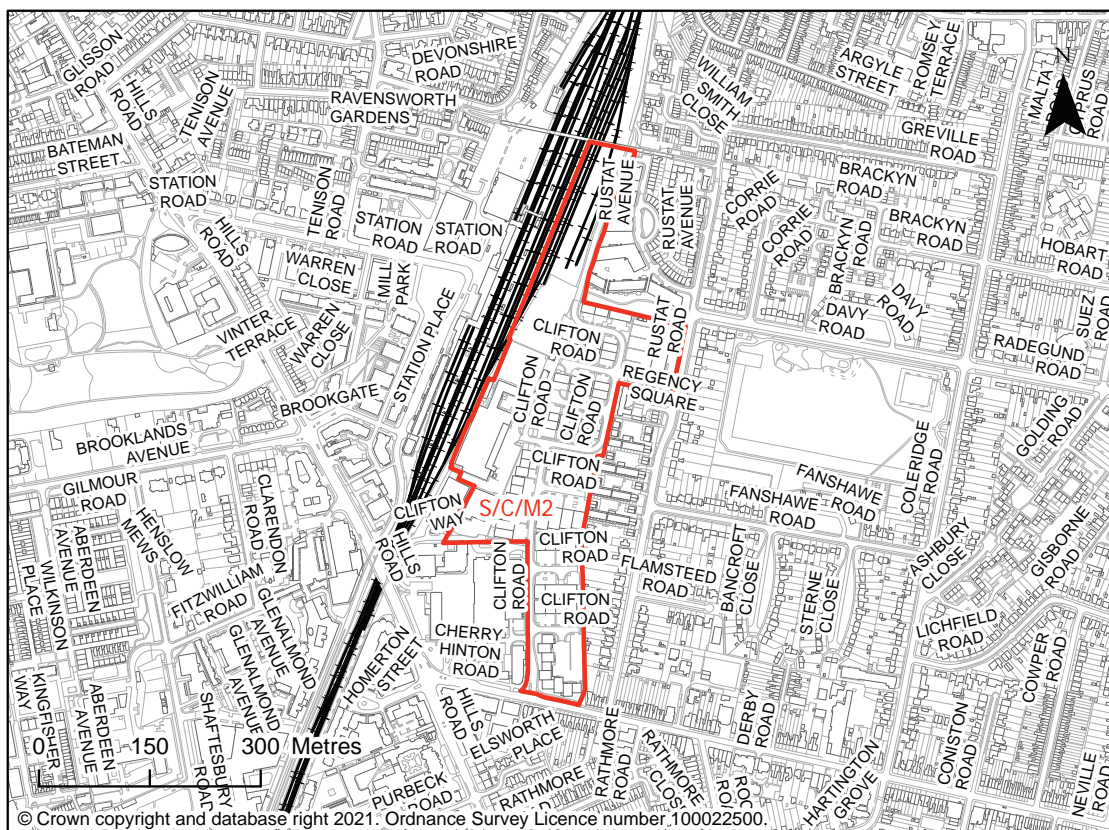 GLISSON
ROAD
HILLS
ROAD
TENISON
AVENUE
DEVONSHIRE
ROAD
RAVENSWORTH
GARDENS
BATEMAN
STREET
STATION
ROAD
TENISON
ROAD
STATION
ROAD
STATION
ROAD
HILLS
ROAD
WARREN
CLOSE
MILL
PARK
VINTER
TERRACE
WARREN
CLOSE
STATION PLACE
BROOKGATE
BROOKLANDS
AVENUE
GILMOUR
ROAD
CLARENDON
ROAD
HENSLOW
MEWS
ABERDEEN
AVENUE
WILKINSON
PLACE
FITZWILLIAM
ROAD
GLENALMOND
AVENUE
GLENALMOND
AVENUE
KINGFISHER
WAY
ABERDEEN
AVENUE
SHAFTESBURY
ROAD
HOMERTON
STREET
HILLS
ROAD
CLIFTON
WAY
S/C/M2
CLIFTON
ROAD
CLIFTON
ROAD
CLIFTON
ROAD
CLIFTON
ROAD
CLIFTON
ROAD
CLIFTON
ROAD
CLIFTON
ROAD
CHERRY
HINTON
ROAD
HILLS
ROAD
ELSWORTH
PLACE
PURBECK
ROAD
RATHMORE
RATHMORE
ROAD
RATHMORE
CLOSE
DERBY
ROAD
HARTINGTON
GROVE
CONISTON
ROAD
COWPER
ROAD
NEVILLE
ROAD
LICHFIELD
ROAD
GISBORNE
ROAD
ASHBURY
CLOSE
GOLDING
ROAD
COLERIDGE
ROAD
FANSHAWE
ROAD
FANSHAWE
ROAD
FLAMSTEED
ROAD
BANCROFT
CLOSE
STERNE
CLOSE
REGENCY
SQUARE
RUSTAT
ROAD
RUSTAT
AVENUE
RUSTAT
AVENUE
WILLIAM
SMITH
CLOSE
ARGYLE
STREET
ROMSEY
TERRACE
MALTA
CYPRUS
ROAD
N
GREVILLE
ROAD
CORRIE
ROAD
CORRIE
ROAD
BRACKYN
ROAD
BRACKYN
ROAD
BRACKYN
ROAD
DAVY
ROAD
DAVY
ROAD
HOBART
ROAD
SUEZ
ROAD
RADEGUND
ROAD
0 150 300 Metres
© Crown copyright and database right 2021. Ordnance Survey Licence number 100022500.